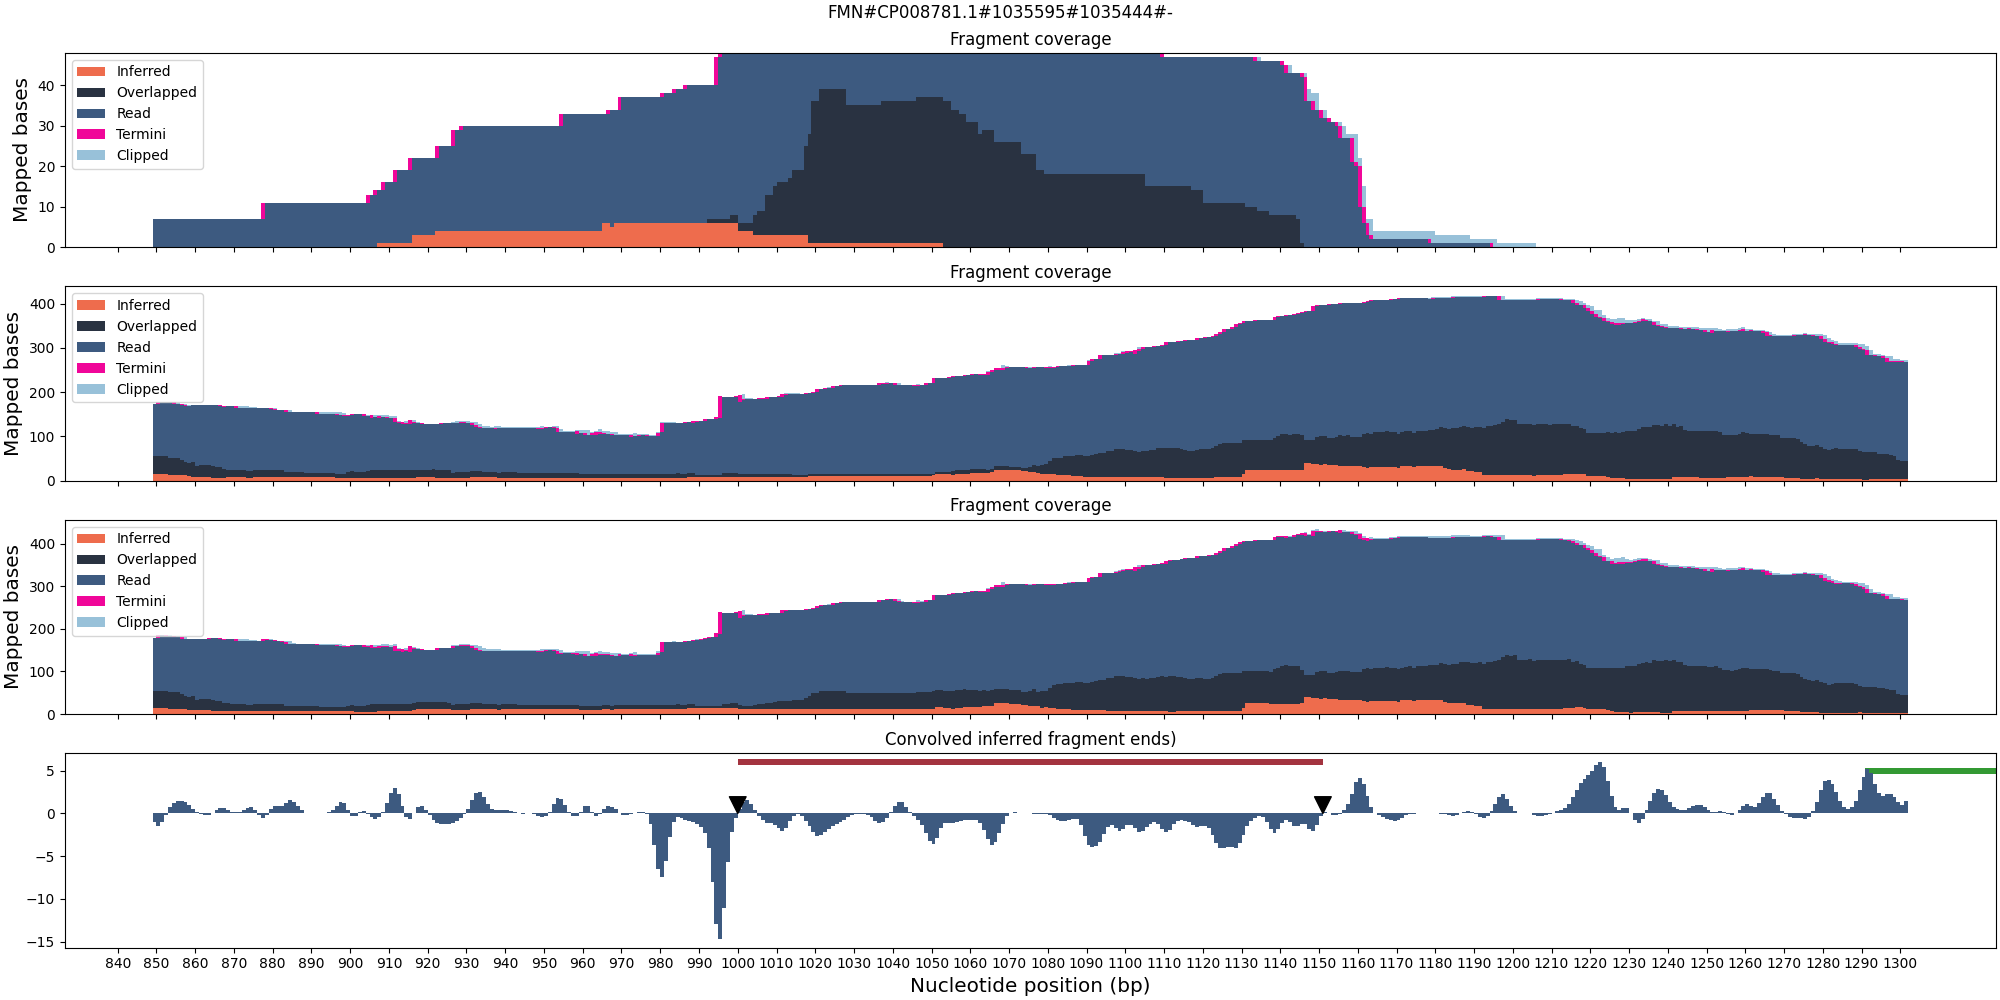 FMN#CP008781.1#1035595#1035444#-
Fragment coverage
Mapped bases
40
30
20
10
0
Inferred
Overlapped
Read
Termini
Clipped
Fragment coverage
Mapped bases
400
300
200
100
0
Inferred
Overlapped
Read
Termini
Clipped
Fragment coverage
Mapped bases
400
300
200
100
0
Inferred
Overlapped
Read
Termini
Clipped
Convolved inferred fragment ends)
5
0
−5
−10
−15
840 850 860 870 880 890 900 910 920 930 940 950 960 970 980 990 1000 1010 1020 1030 1040 1050 1060 1070 1080 1090 1100 1110 1120 1130 1140 1150 1160 1170 1180 1190 1200 1210 1220 1230 1240 1250 1260 1270 1280 1290 1300
Nucleotide position (bp)